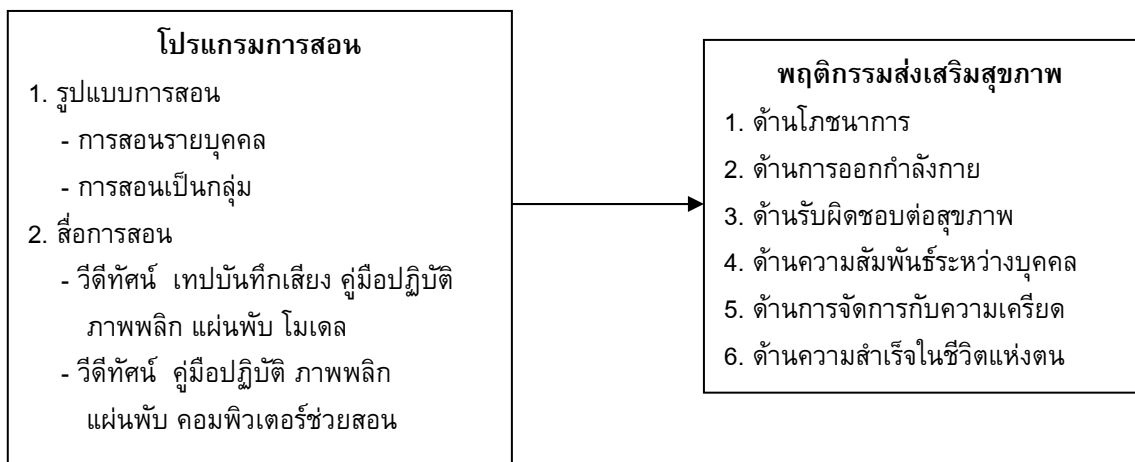 โปรแกรมการสอน
1. รูปแบบการสอน
- การสอนรายบุคคล
- การสอนเป็นกลุ่ม
2. สื่อการสอน
- วีดีทัศน์ เทปบันทึกเสียง คู่มือปฏิบัติ
ภาพพลิก แผ่นพับ โมเดล
- วีดีทัศน์ คู่มือปฏิบัติ ภาพพลิก
แผ่นพับ คอมพิวเตอร์ช่วยสอน
พฤติกรรมส่งเสริมสุขภาพ
1. ด้านโภชนาการ
2. ด้านการออกกำลังกาย
3. ด้านรับผิดชอบต่อสุขภาพ
4. ด้านความสัมพันธ์ระหว่างบุคคล
5. ด้านการจัดการกับความเครียด
6. ด้านความสำเร็จในชีวิตแห่งตน